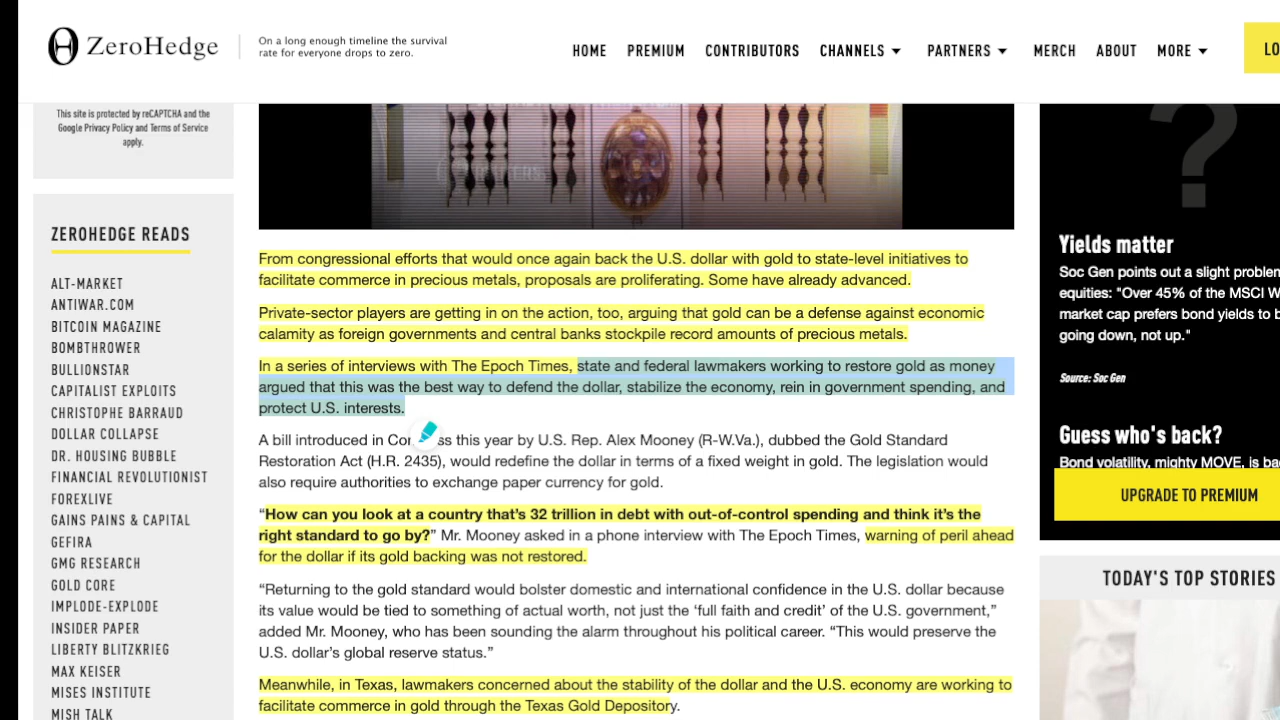 ZeroHedge
On a long enough timeline the survival
rate for everyone drops to zero.
HOME PREMIUM CONTRIBUTORS CHANNELS PARTNERS MERCH ABOUT MORE
LO
This site is protected by reCAPTCHA and the
Google Privacy Policy and Terms of Service
apply.
ZEROHEDGE READS
ALT-MARKET
ANTIWAR.COM
BITCOIN MAGAZINE
BOMBTHROWER
BULLIONSTAR
CAPITALIST EXPLOITS
CHRISTOPHE BARRAUD
DOLLAR COLLAPSE
DR. HOUSING BUBBLE
FINANCIAL REVOLUTIONIST
FOREXLIVE
GAINS PAINS & CAPITAL
GEFIRA
GMG RESEARCH
GOLD CORE
IMPLODE-EXPLODE
INSIDER PAPER
LIBERTY BLITZKRIEG
MAX KEISER
MISES INSTITUTE
MISH TALK
From congressional efforts that would once again back the U.S. dollar with gold to state-level initiatives to
facilitate commerce in precious metals, proposals are proliferating. Some have already advanced.
Private-sector players are getting in on the action, too, arguing that gold can be a defense against economic
calamity as foreign governments and central banks stockpile record amounts of precious metals.
In a series of interviews with The Epoch Times, state and federal lawmakers working to restore gold as money
argued that this was the best way to defend the dollar, stabilize the economy, rein in government spending, and
protect U.S. interests.
A bill introduced in Con ss this year by U.S. Rep. Alex Mooney (R-W.Va.), dubbed the Gold Standard
Restoration Act (H.R. 2435), would redefine the dollar in terms of a fixed weight in gold. The legislation would
also require authorities to exchange paper currency for gold.
“How can you look at a country that’s 32 trillion in debt with out-of-control spending and think it’s the
right standard to go by?” Mr. Mooney asked in a phone interview with The Epoch Times, warning of peril ahead
for the dollar if its gold backing was not restored.
“Returning to the gold standard would bolster domestic and international confidence in the U.S. dollar because
its value would be tied to something of actual worth, not just the ‘full faith and credit’ of the U.S. government,”
added Mr. Mooney, who has been sounding the alarm throughout his political career. “This would preserve the
U.S. dollar’s global reserve status.”
Meanwhile, in Texas, lawmakers concerned about the stability of the dollar and the U.S. economy are working to
facilitate commerce in gold through the Texas Gold Depository.
?
Yields matter
Soc Gen points out a slight problem
equities: "Over 45% of the MSCI W
market cap prefers bond yields to b
going down, not up."
Source: Soc Gen
Guess who's back?
Bond volatility, mighty MOVE, is ba
UPGRADE TO PREMIUM
TODAY'S TOP STORIES